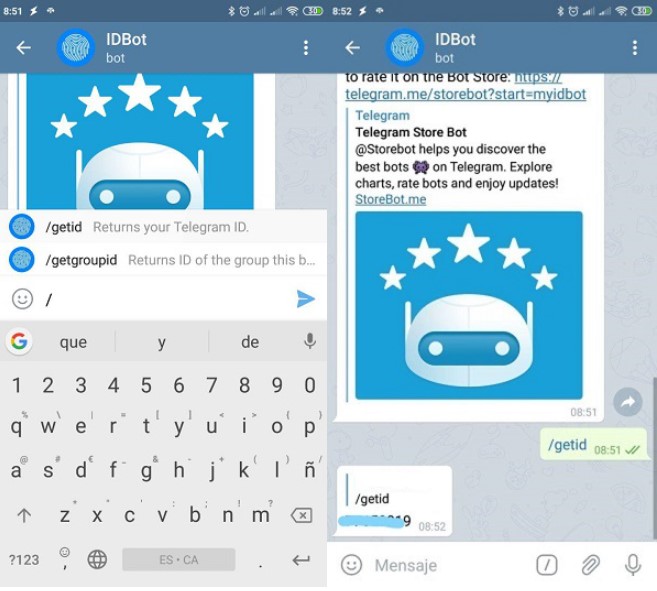 8:51
30
IDBot
bot
/getid Returns your Telegram ID.
/getgroupid Returns ID of the group this b...
/
que y de
1 2 3 4 5 6 7 8 9 0
q w e r t y u i o p
a s d f g h j k l ñ
z x c v b n m
?123 , ES • CA .
8:52
30
IDBot
bot
to rate it on the Bot Store: https://
telegram.me/storebot?start=myidbot
Telegram
Telegram Store Bot
@Storebot helps you discover the
best bots 👾 on Telegram. Explore
charts, rate bots and enjoy updates!
StoreBot.me
08:51
/getid 08:51
/getid
08:52
Mensaje